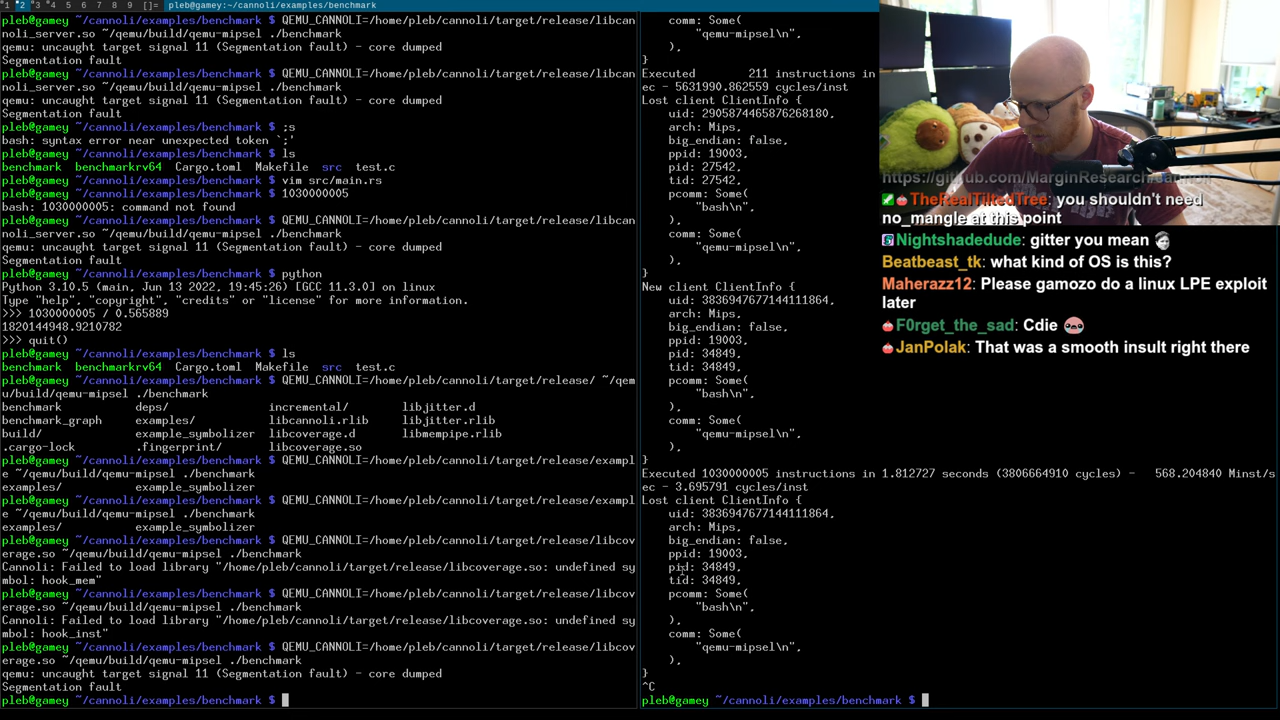 1 2 3 4 5 6 7 8 9 []= pleb@gamey:~/cannoli/examples/benchmark
pleb@gamey ~/cannoli/examples/benchmark $ QEMU_CANNOLI=/home/pleb/cannoli/target/release/libcan
noli_server.so ~/qemu/build/qemu-mipsel ./benchmark
qemu: uncaught target signal 11 (Segmentation fault) - core dumped
Segmentation fault
pleb@gamey ~/cannoli/examples/benchmark $ QEMU_CANNOLI=/home/pleb/cannoli/target/release/libcan
noli_server.so ~/qemu/build/qemu-mipsel ./benchmark
qemu: uncaught target signal 11 (Segmentation fault) - core dumped
Segmentation fault
pleb@gamey ~/cannoli/examples/benchmark $ ;s
bash: syntax error near unexpected token `;'
pleb@gamey ~/cannoli/examples/benchmark $ ls
benchmark benchmarkrv64 Cargo.toml Makefile src test.c
pleb@gamey ~/cannoli/examples/benchmark $ vim src/main.rs
pleb@gamey ~/cannoli/examples/benchmark $ 1030000005
bash: 1030000005: command not found
pleb@gamey ~/cannoli/examples/benchmark $ QEMU_CANNOLI=/home/pleb/cannoli/target/release/libcan
noli_server.so ~/qemu/build/qemu-mipsel ./benchmark
qemu: uncaught target signal 11 (Segmentation fault) - core dumped
Segmentation fault
pleb@gamey ~/cannoli/examples/benchmark $ python
Python 3.10.5 (main, Jun 13 2022, 19:45:26) [GCC 11.3.0] on linux
Type "help", "copyright", "credits" or "license" for more information.
>>> 1030000005 / 0.565889
1820144948.9210782
>>> quit()
pleb@gamey ~/cannoli/examples/benchmark $ ls
benchmark benchmarkrv64 Cargo.toml Makefile src test.c
pleb@gamey ~/cannoli/examples/benchmark $ QEMU_CANNOLI=/home/pleb/cannoli/target/release/ ~/qem
u/build/qemu-mipsel ./benchmark
benchmark deps/ incremental/ libjitter.d
benchmark_graph examples/ libcannoli.rlib libjitter.rlib
build/ example_symbolizer libcoverage.d libmempipe.rlib
.cargo-lock .fingerprint/ libcoverage.so
pleb@gamey ~/cannoli/examples/benchmark $ QEMU_CANNOLI=/home/pleb/cannoli/target/release/exampl
e ~/qemu/build/qemu-mipsel ./benchmark
examples/ example_symbolizer
pleb@gamey ~/cannoli/examples/benchmark $ QEMU_CANNOLI=/home/pleb/cannoli/target/release/exampl
e ~/qemu/build/qemu-mipsel ./benchmark
examples/ example_symbolizer
pleb@gamey ~/cannoli/examples/benchmark $ QEMU_CANNOLI=/home/pleb/cannoli/target/release/libcov
erage.so ~/qemu/build/qemu-mipsel ./benchmark
Cannoli: Failed to load library "/home/pleb/cannoli/target/release/libcoverage.so: undefined sy
mbol: hook_mem"
pleb@gamey ~/cannoli/examples/benchmark $ QEMU_CANNOLI=/home/pleb/cannoli/target/release/libcov
erage.so ~/qemu/build/qemu-mipsel ./benchmark
Cannoli: Failed to load library "/home/pleb/cannoli/target/release/libcoverage.so: undefined sy
mbol: hook_inst"
pleb@gamey ~/cannoli/examples/benchmark $ QEMU_CANNOLI=/home/pleb/cannoli/target/release/libcov
erage.so ~/qemu/build/qemu-mipsel ./benchmark
qemu: uncaught target signal 11 (Segmentation fault) - core dumped
Segmentation fault
pleb@gamey ~/cannoli/examples/benchmark $
comm: Some(
"qemu-mipsel\n",
),
}
Executed 211 instructions in
ec - 5631990.862559 cycles/inst
Lost client ClientInfo {
uid: 2905874465876268180,
arch: Mips,
big_endian: false,
ppid: 19003,
pid: 27542,
tid: 27542,
pcomm: Some(
"bash\n",
),
comm: Some(
"qemu-mipsel\n",
),
}
New client ClientInfo {
uid: 3836947677144111864,
arch: Mips,
big_endian: false,
ppid: 19003,
pid: 34849,
tid: 34849,
pcomm: Some(
"bash\n",
),
comm: Some(
"qemu-mipsel\n",
),
}
Executed 1030000005 instructions in 1.812727 seconds (3806664910 cycles) - 568.204840 Minst/s
ec - 3.695791 cycles/inst
Lost client ClientInfo {
uid: 3836947677144111864,
arch: Mips,
big_endian: false,
ppid: 19003,
pid: 34849,
tid: 34849,
pcomm: Some(
"bash\n",
),
comm: Some(
"qemu-mipsel\n",
),
}
^C
pleb@gamey ~/cannoli/examples/benchmark $
https://github.com/MarginResearch/cannoli
TheRealTiltedTree: you shouldn't need
no_mangle at this point
Nightshadedude: gitter you mean
Beatbeast_tk: what kind of OS is this?
Maherazz12: Please gamozo do a linux LPE exploit
later
F0rget_the_sad: Cdie
JanPolak: That was a smooth insult right there